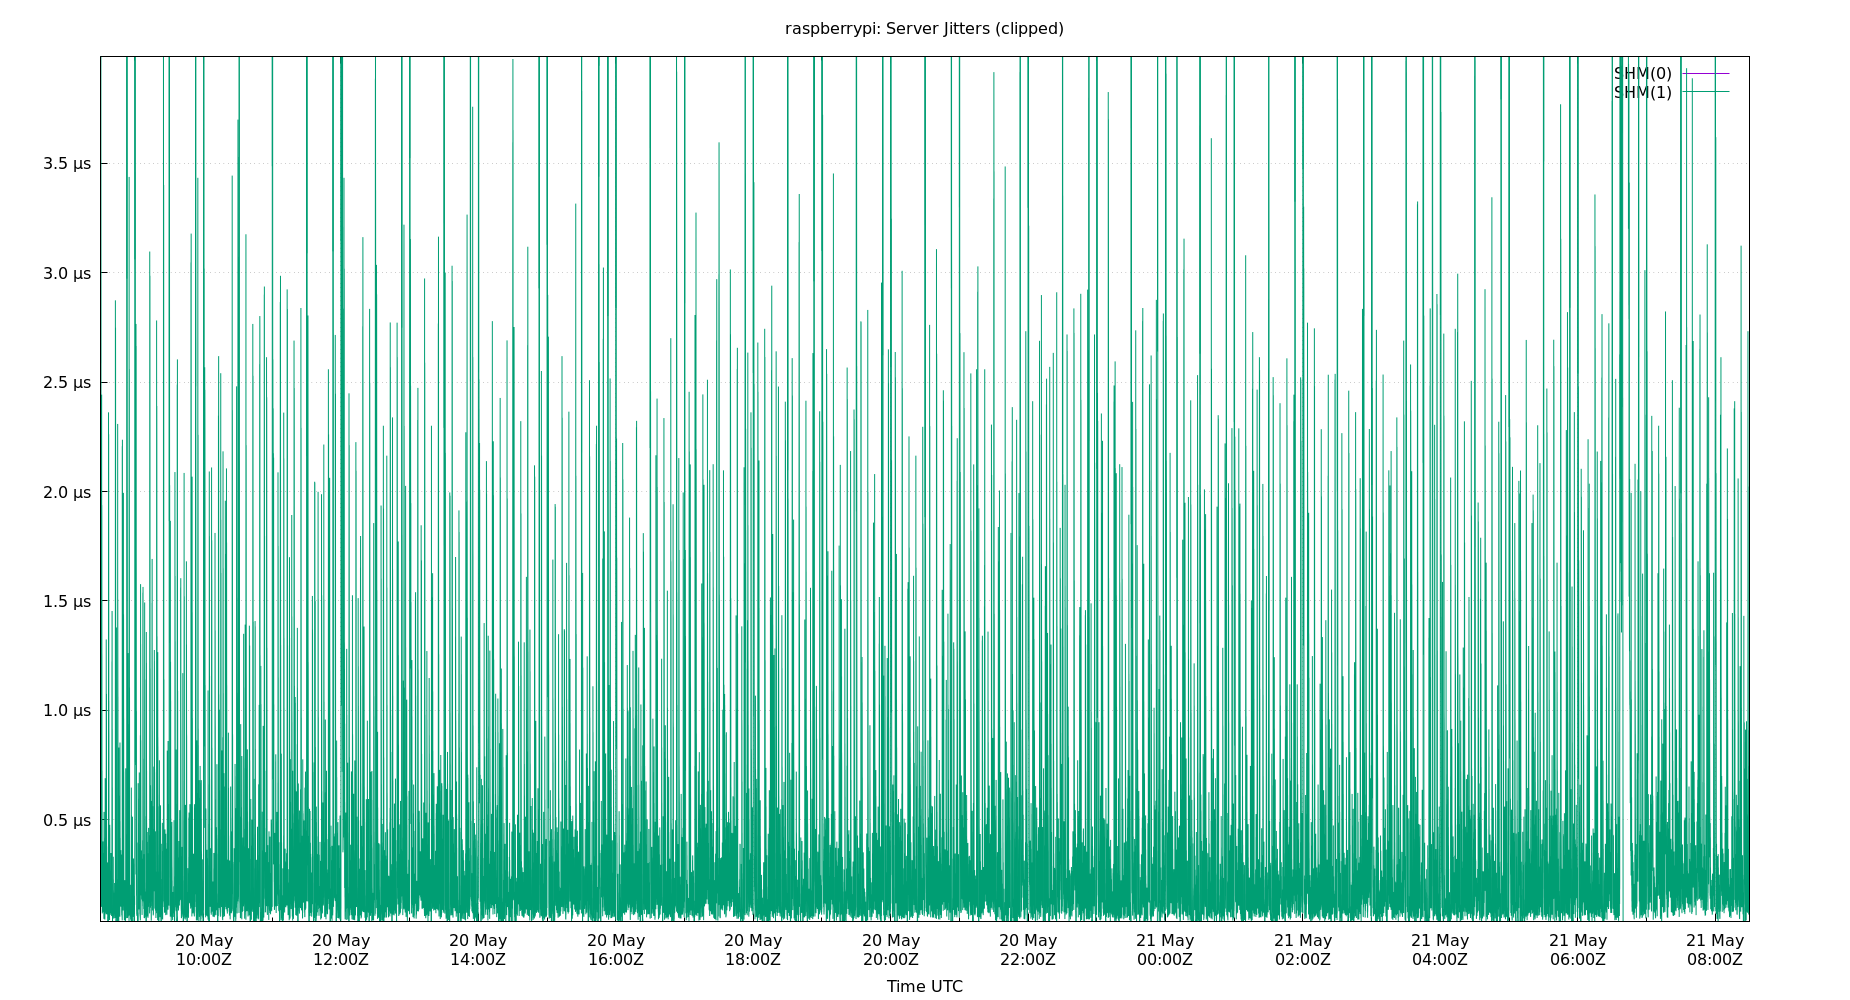 raspberrypi: Server Jitters (clipped)
SHM(0)
SHM(1)
3.5 µs
3.0 µs
2.5 µs
2.0 µs
1.5 µs
1.0 µs
0.5 µs
20 May 20 May 20 May 20 May 20 May 20 May 20 May 21 May 21 May 21 May 21 May 21 May
10:00Z 12:00Z 14:00Z 16:00Z 18:00Z 20:00Z 22:00Z 00:00Z 02:00Z 04:00Z 06:00Z 08:00Z
Time UTC